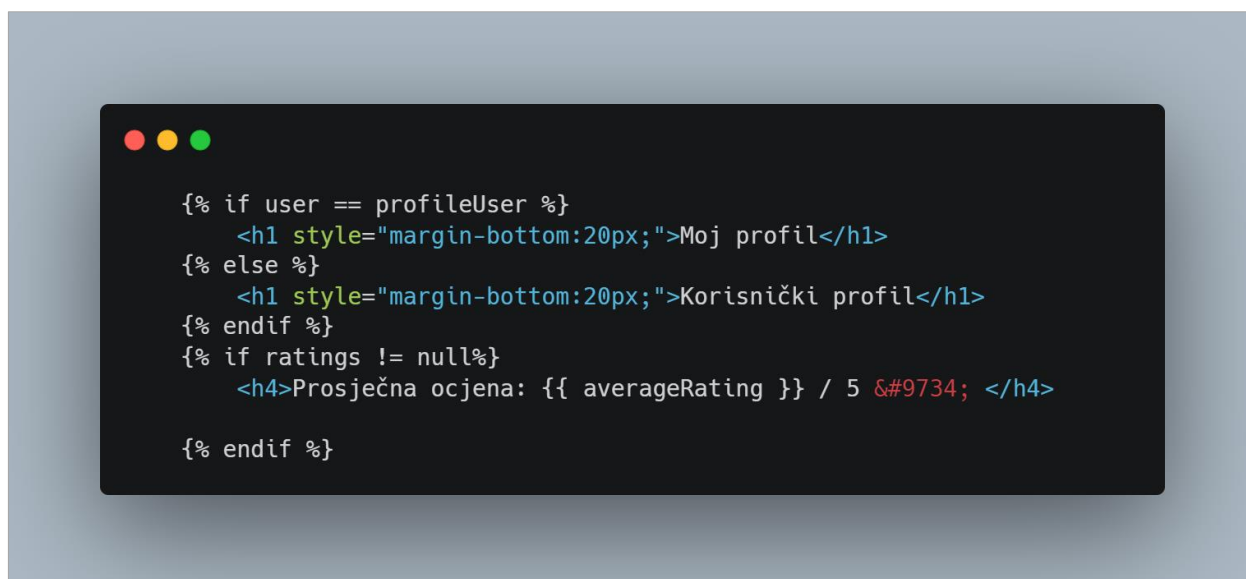 {% if user == profileUser %}
<h1 style="margin-bottom:20px;">Moj profil</h1>
{% else %}
<h1 style="margin-bottom:20px;">Korisnički profil</h1>
{% endif %}
{% if ratings != null%}
<h4>Prosječna ocjena: {{ averageRating }} / 5 &#9734; </h4>
{% endif %}